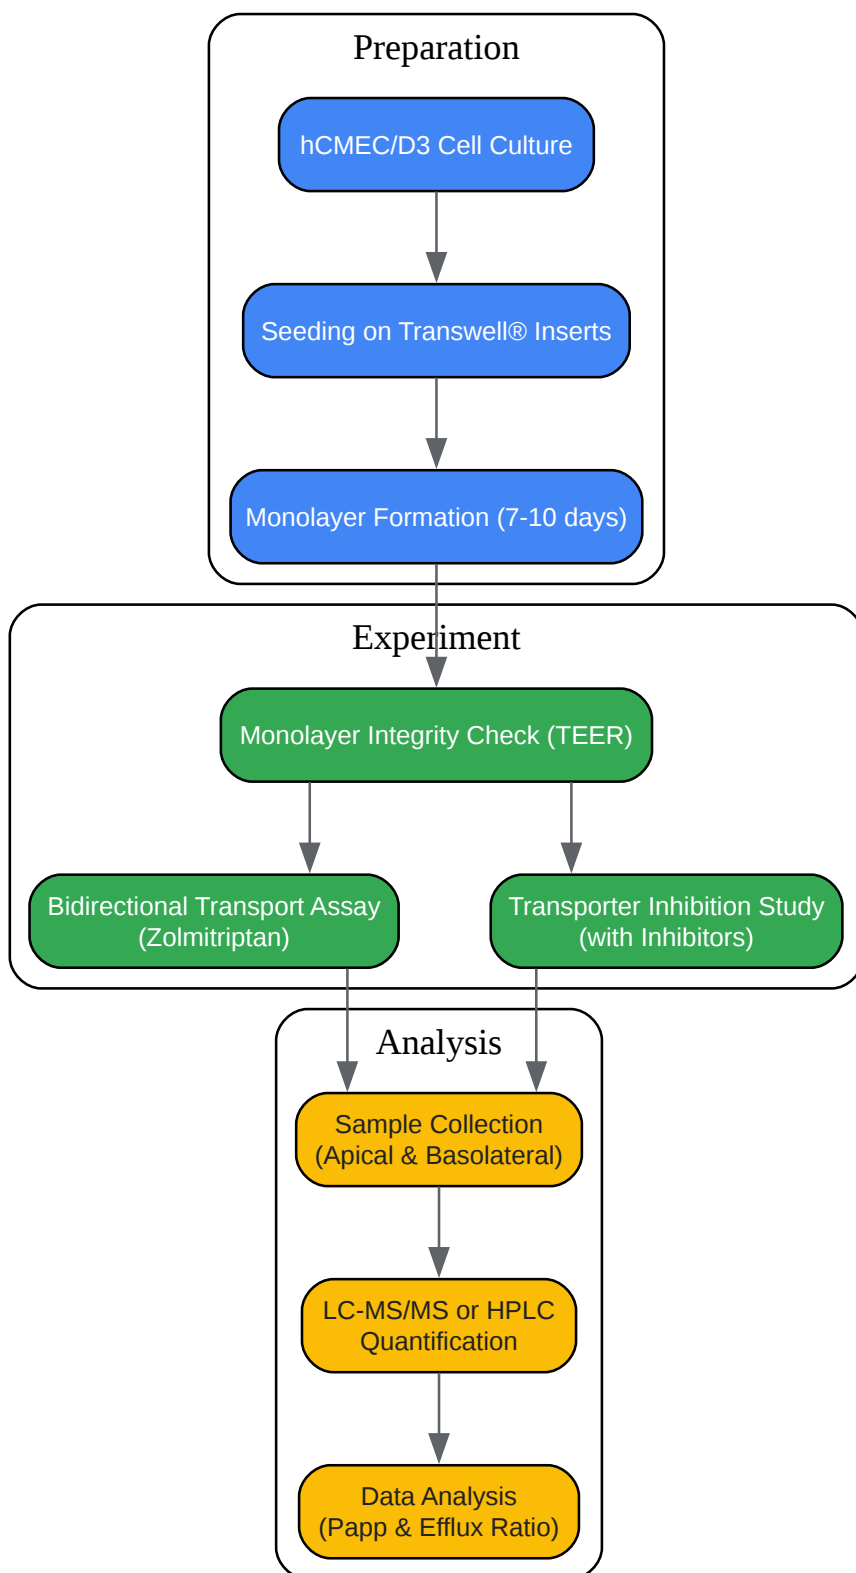 Preparation
hCMEC/D3 Cell Culture
Seeding on Transwell® Inserts
Monolayer Formation (7-10 days)
Experiment
Monolayer Integrity Check (TEER)
Bidirectional Transport Assay
(Zolmitriptan)
Transporter Inhibition Study
(with Inhibitors)
Analysis
Sample Collection
(Apical & Basolateral)
LC-MS/MS or HPLC
Quantification
Data Analysis
(Papp & Efflux Ratio)